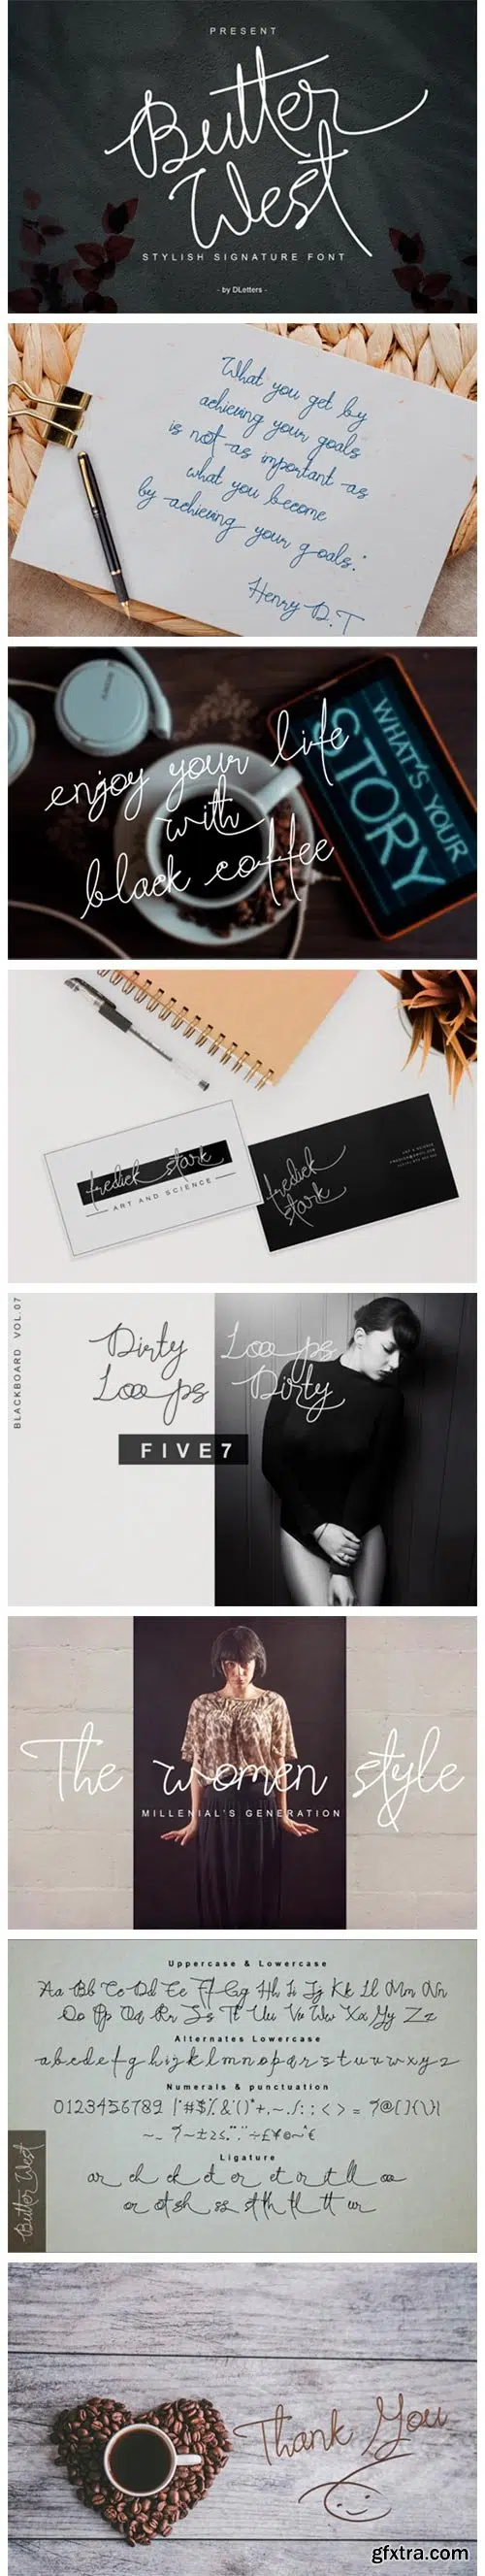 PRESENT
Butter
West
STYLISH SIGNATURE FONT
- by DLetters -
What you get by
achieving your goals
is not as important as
what you become
by achieving your goals."
Henry D.T
WHAT'S YOUR
STORY
enjoy your life
with
black coffee
fredick stark
ART AND SCIENCE
fredick
stark
ART & SCIENCE
BLACKBOARD VOL.07
Dirty
Loops
Loops
Dirty
FIVE7
The women style
MILLENIAL'S GENERATION
Uppercase & Lowercase
Aa Bb Cc Dd Ee Ff Gg Hh Ii Jj Kk Ll Mm Nn
Oo Pp Qq Rr Ss Tt Uu Vv Ww Xx Yy Zz
Alternates Lowercase
a b c d e f g h i j k l m n o p q r s t u v w x y z
Numerals & punctuation
0123456789
Ligature
Butter West
Thank You
gfxtra.com